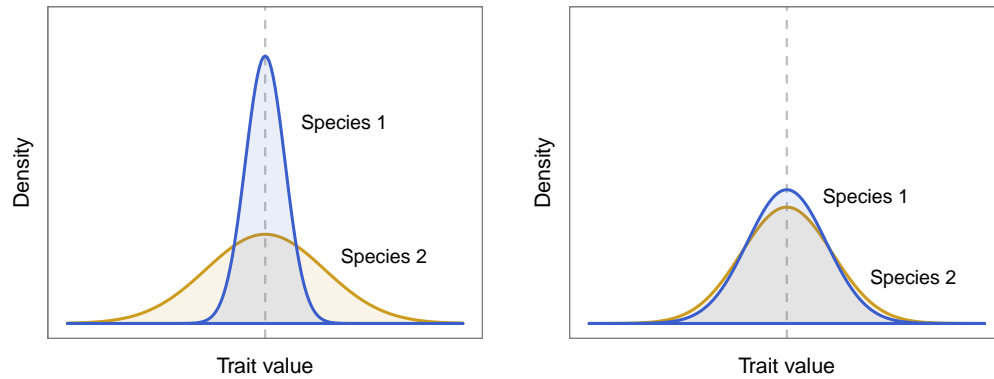 Density
Species 1
Species 2
Trait value
Density
Species 1
Species 2
Trait value